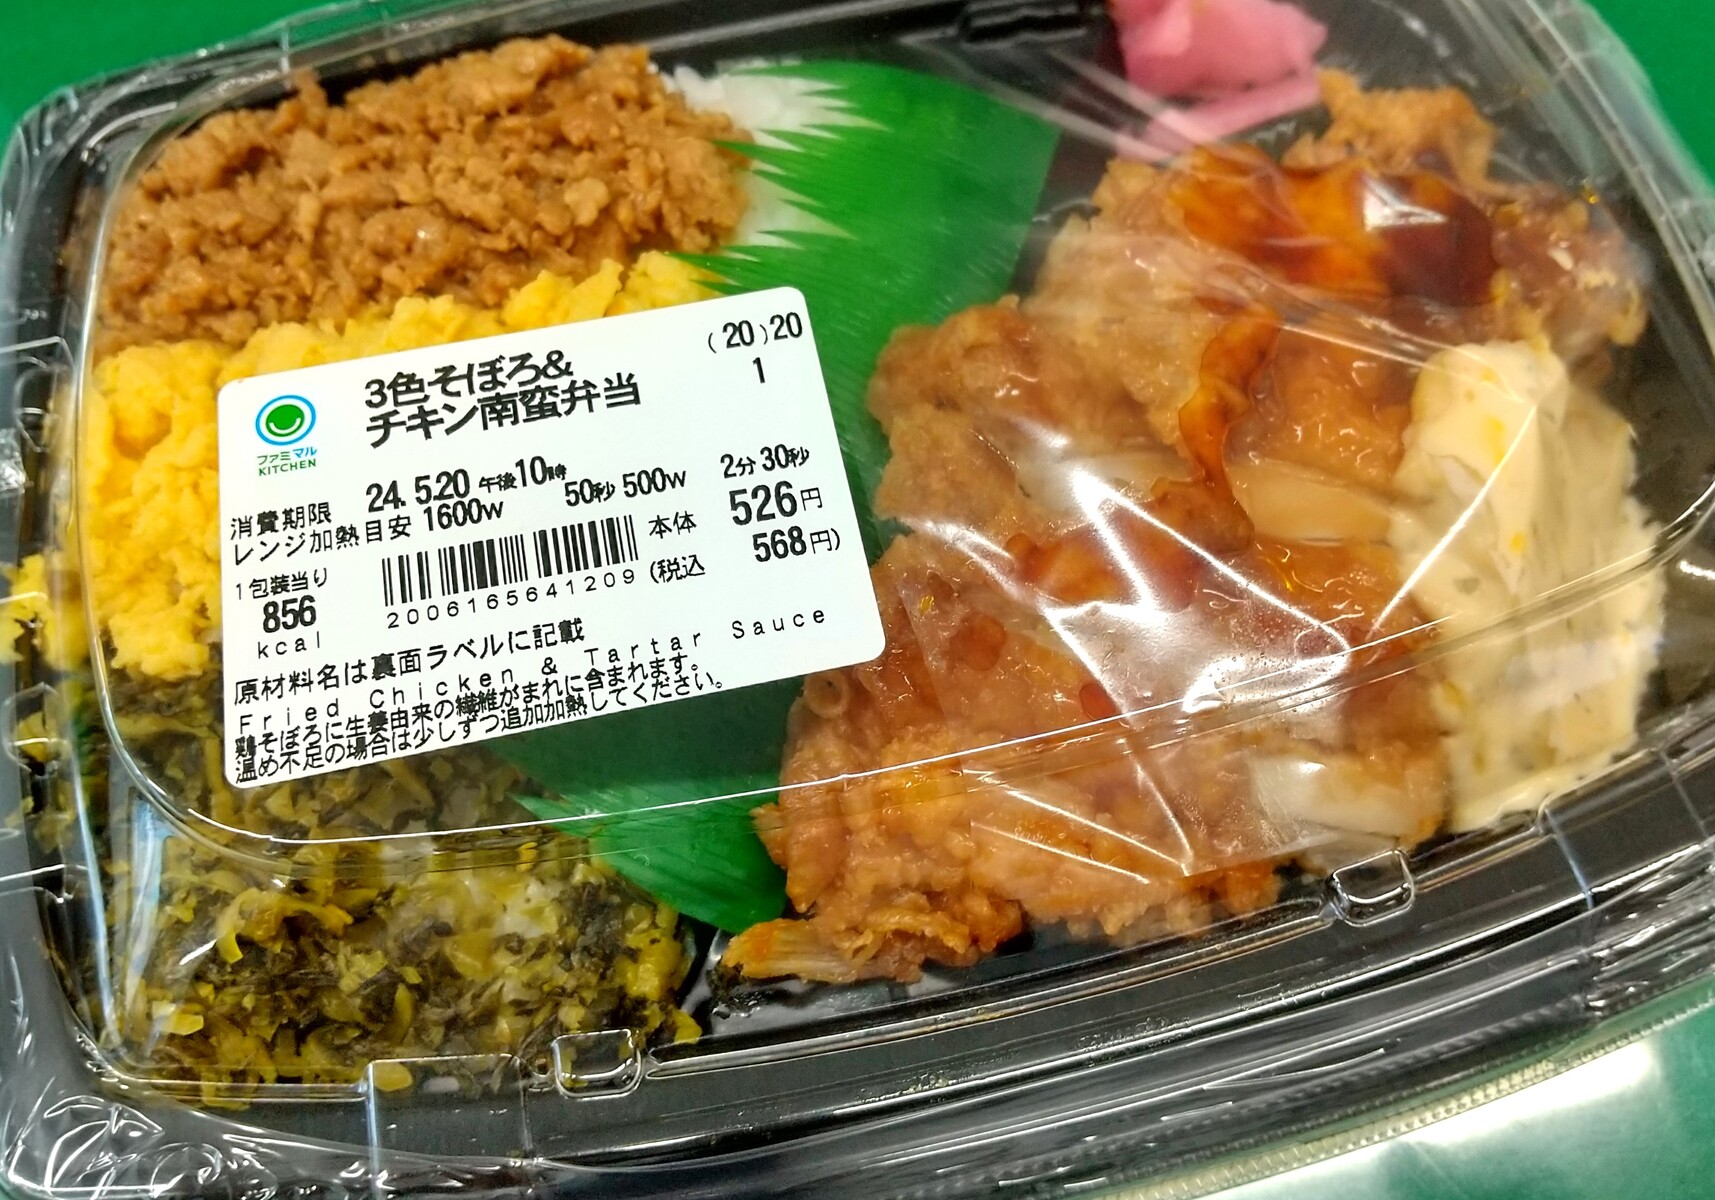 (20)20
1
3色そぼろ&
チキン南蛮弁当
ファミマル
KITCHEN
消費期限 24. 5.20 午後10時
レンジ加熱目安 1600w 50秒 500w 2分30秒
本体 526円
(税込 568円)
1包装当り
856
kcal
2006165641209
原材料名は裏面ラベルに記載
Fried Chicken & Tartar Sauce
鶏そぼろに生姜由来の繊維がまれに含まれます。
温め不足の場合は少しずつ追加加熱してください。